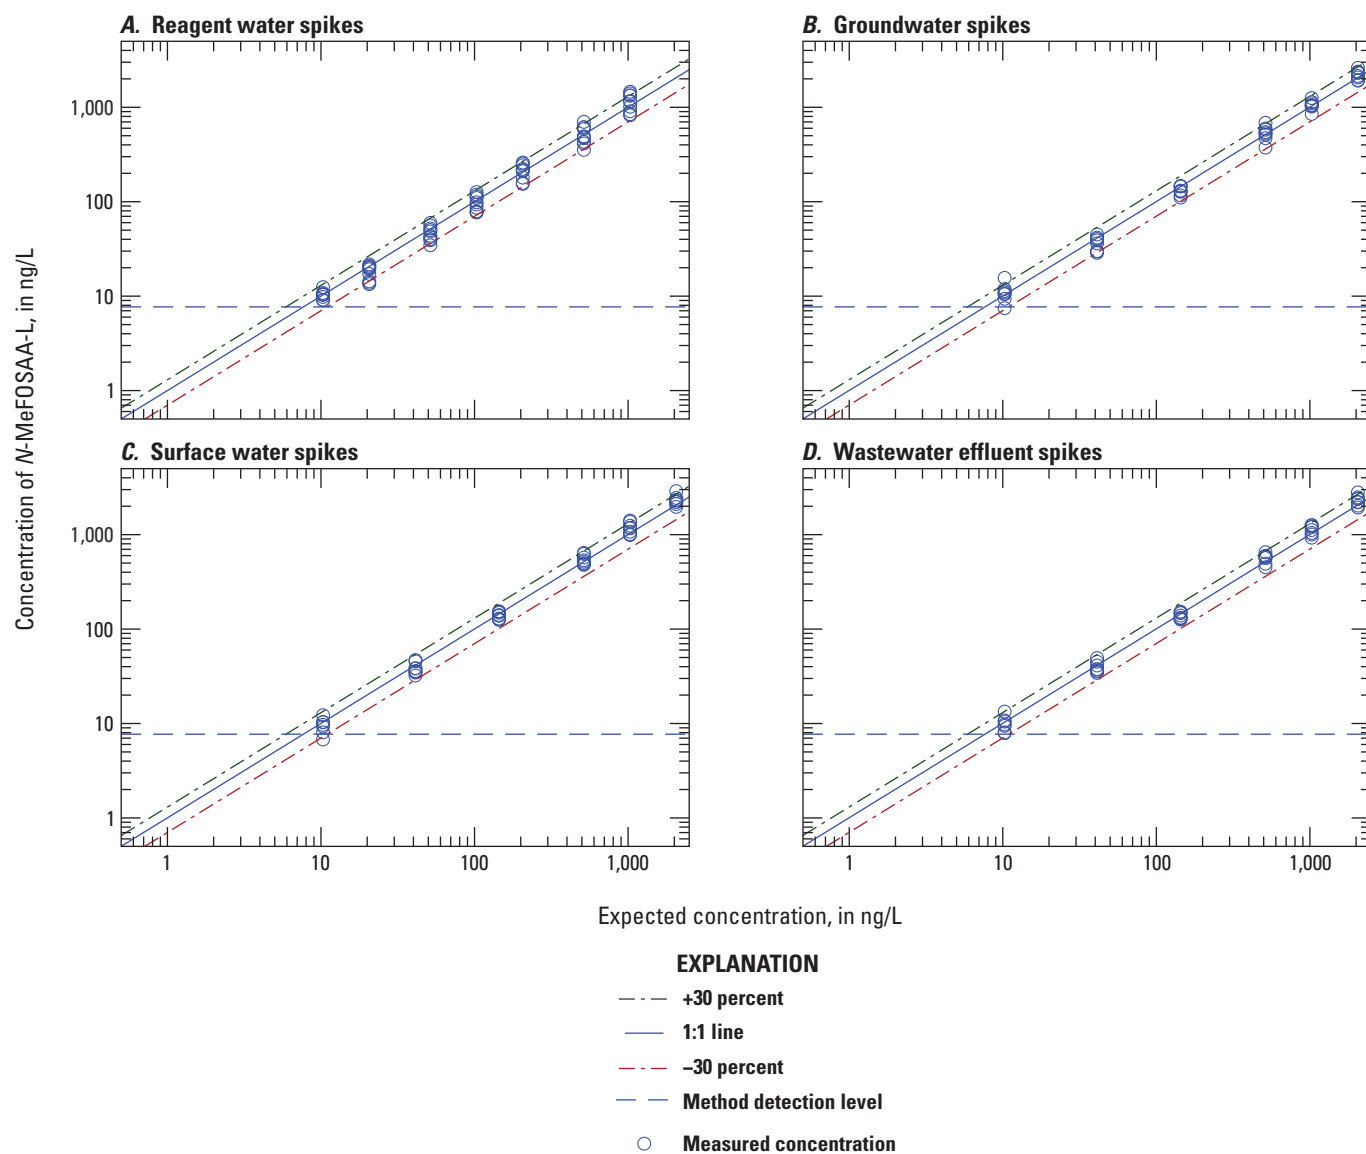 A. Reagent water spikes
B. Groundwater spikes
1,000
100
10
1
C. Surface water spikes
D. Wastewater effluent spikes
1,000
100
10
1
1 10 100 1,000
1 10 100 1,000
Concentration of N-MeFOSAA-L, in ng/L
Expected concentration, in ng/L
EXPLANATION
+30 percent
1:1 line
–30 percent
Method detection level
Measured concentration